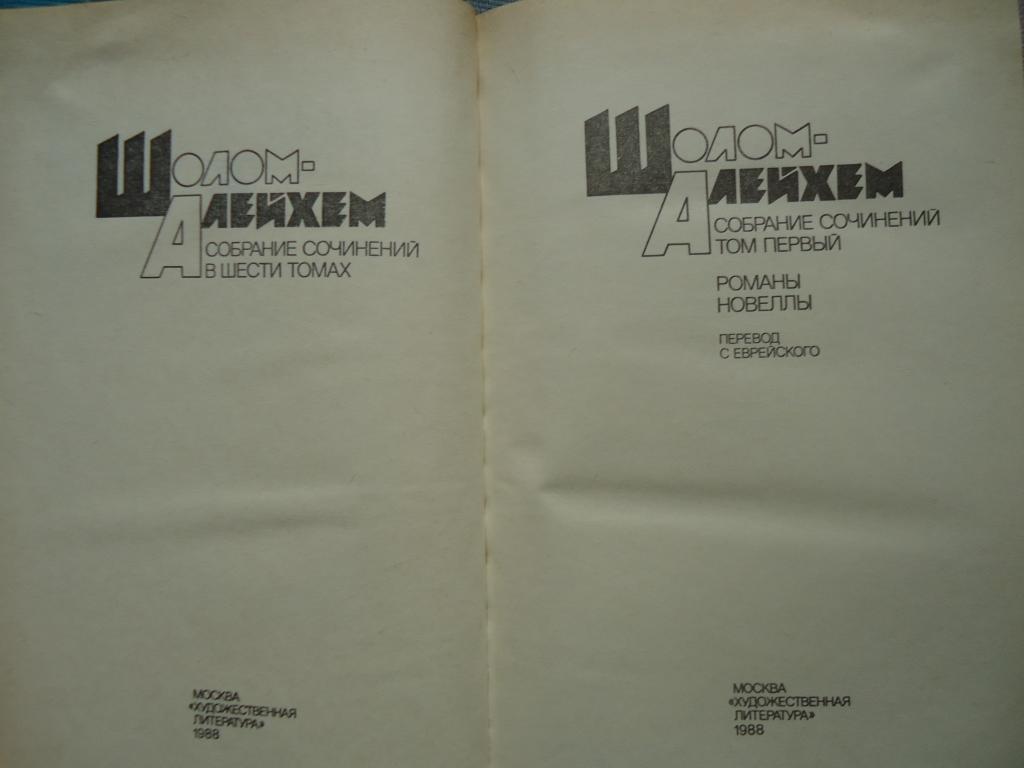 Шолом-
Алейхем
СОБРАНИЕ СОЧИНЕНИЙ
В ШЕСТИ ТОМАХ
МОСКВА
«ХУДОЖЕСТВЕННАЯ
ЛИТЕРАТУРА»
1988
Шолом-
Алейхем
СОБРАНИЕ СОЧИНЕНИЙ
ТОМ ПЕРВЫЙ
РОМАНЫ
НОВЕЛЛЫ
ПЕРЕВОД
С ЕВРЕЙСКОГО
МОСКВА
«ХУДОЖЕСТВЕННАЯ
ЛИТЕРАТУРА»
1988